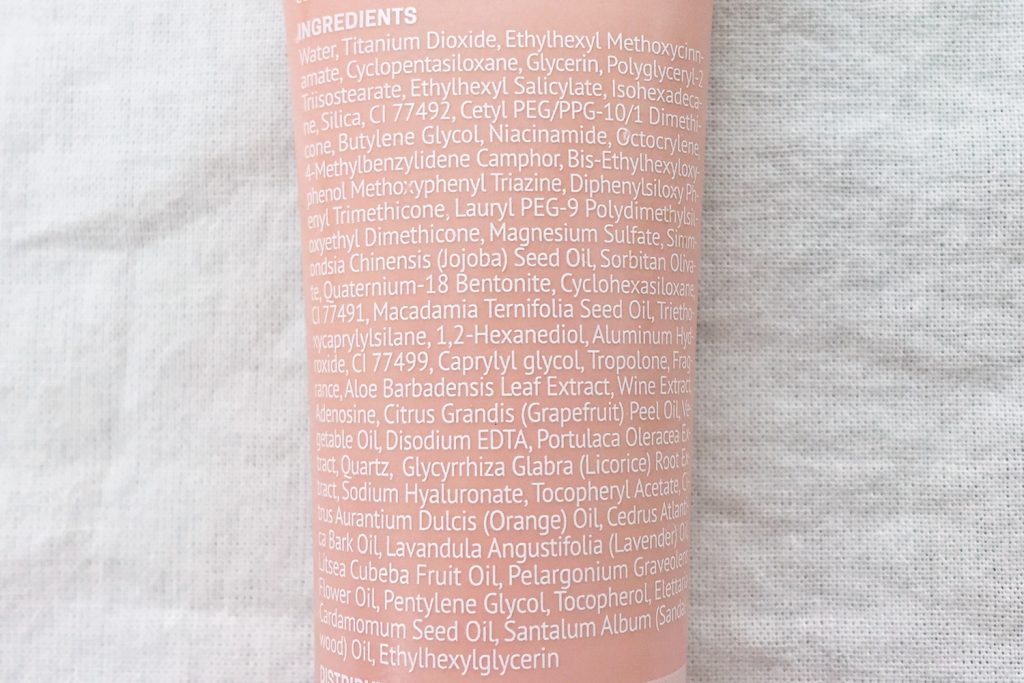 INGREDIENTS
Water, Titanium Dioxide, Ethylhexyl Methoxycinn-
amate, Cyclopentasiloxane, Glycerin, Polyglyceryl-2
Triisostearate, Ethylhexyl Salicylate, Isohexadeca-
ne, Silica, CI 77492, Cetyl PEG/PPG-10/1 Dimethi-
cone, Butylene Glycol, Niacinamide, Octocrylene,
4-Methylbenzylidene Camphor, Bis-Ethylhexyloxy-
phenol Methoxyphenyl Triazine, Diphenylsiloxy Ph-
enyl Trimethicone, Lauryl PEG-9 Polydimethylsil-
oxyethyl Dimethicone, Magnesium Sulfate, Simm-
ondsia Chinensis (Jojoba) Seed Oil, Sorbitan Oliva-
te, Quaternium-18 Bentonite, Cyclohexasiloxane,
CI 77491, Macadamia Ternifolia Seed Oil, Trietho-
xycaprylylsilane, 1,2-Hexanediol, Aluminum Hyd-
roxide, CI 77499, Caprylyl glycol, Tropolone, Frag-
rance, Aloe Barbadensis Leaf Extract, Wine Extract,
Adenosine, Citrus Grandis (Grapefruit) Peel Oil, Ve-
getable Oil, Disodium EDTA, Portulaca Oleracea Ex-
tract, Quartz, Glycyrrhiza Glabra (Licorice) Root Ex-
tract, Sodium Hyaluronate, Tocopheryl Acetate, Ci-
trus Aurantium Dulcis (Orange) Oil, Cedrus Atlanti-
ca Bark Oil, Lavandula Angustifolia (Lavender) Oil,
Litsea Cubeba Fruit Oil, Pelargonium Graveolens
Flower Oil, Pentylene Glycol, Tocopherol, Elettaria
Cardamomum Seed Oil, Santalum Album (Sandal-
wood) Oil, Ethylhexylglycerin